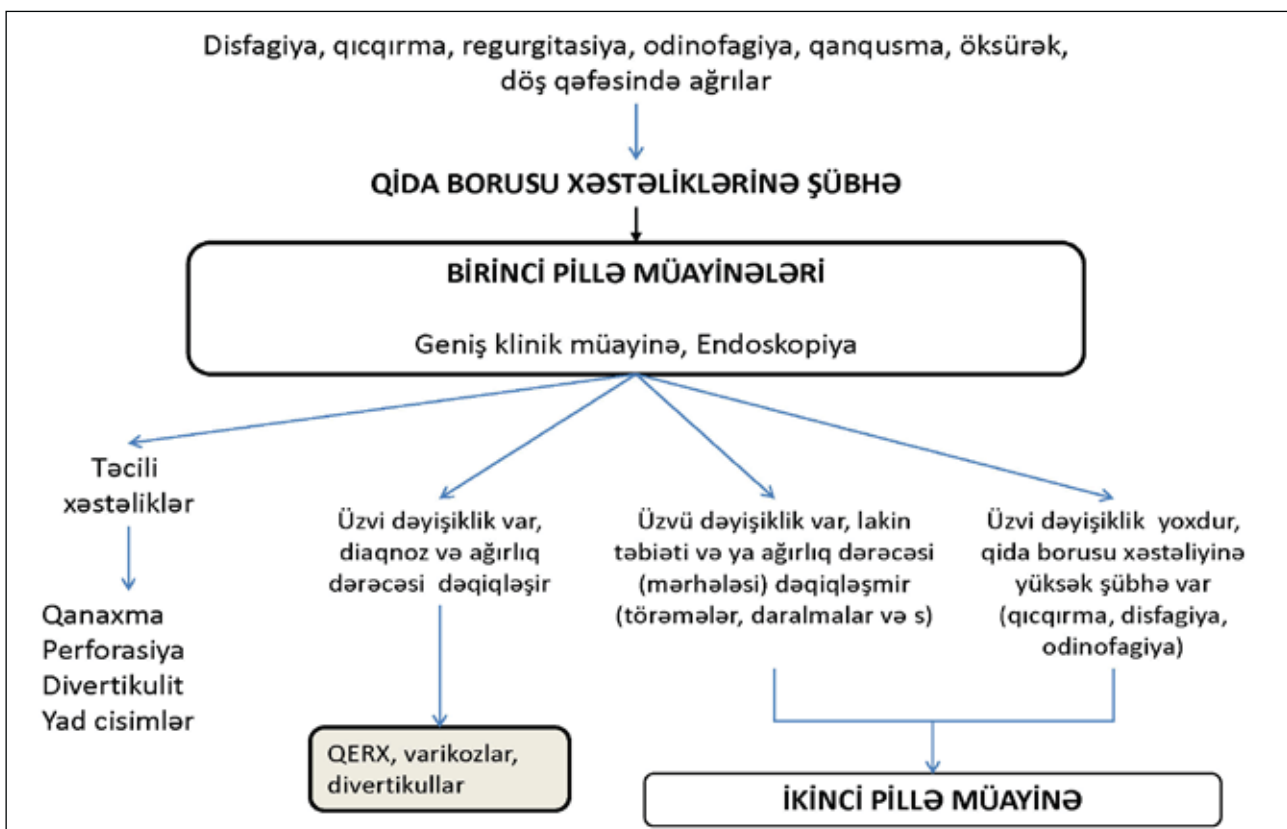 Disfagiya, qıcqırma, regurgitasiya, odinofagiya, qanqusma, öksürək,
döş qəfəsində ağrılar
QİDA BORUSU XƏSTƏLİKLƏRİNƏ ŞÜBHƏ
BİRİNCİ PİLLƏ MÜAYİNƏLƏRİ
Geniş klinik müayinə, Endoskopiya
Təcili
xəstəliklər
Qanaxma
Perforasiya
Divertikulit
Yad cisimlər
Üzvi dəyişiklik var,
diaqnoz və ağırlıq
dərəcəsi dəqiqləşir
QERX, varikozlar,
divertikullar
Üzvü dəyişiklik var, lakin
təbiəti və ya ağırlıq dərəcəsi
(mərhələsi) dəqiqləşmir
(törəmələr, daralmalar və s)
Üzvi dəyişiklik yoxdur,
qida borusu xəstəliyinə
yüksək şübhə var
(qıcqırma, disfagiya,
odinofagiya)
İKİNCİ PİLLƏ MÜAYİNƏ